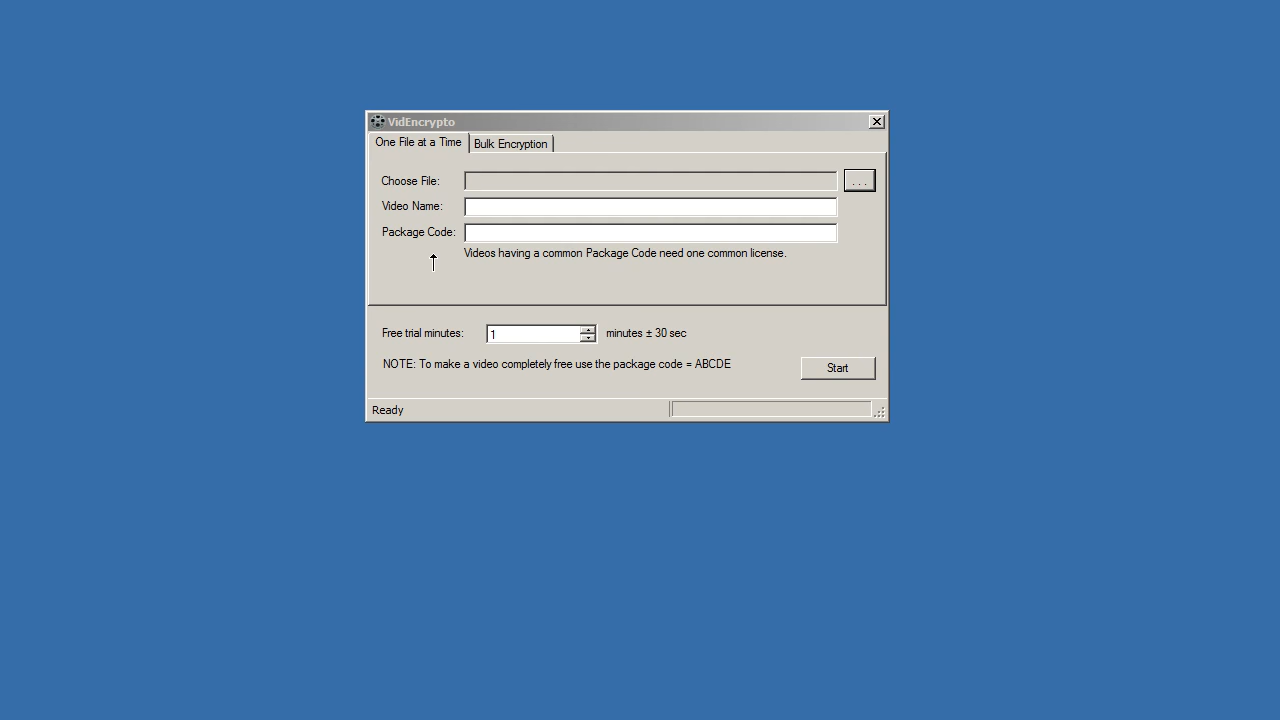 VidEncrypto
One File at a Time Bulk Encryption
Choose File: . . .
Video Name:
Package Code:
Videos having a common Package Code need one common license.
Free trial minutes: 1 minutes ± 30 sec
NOTE: To make a video completely free use the package code = ABCDE
Start
Ready